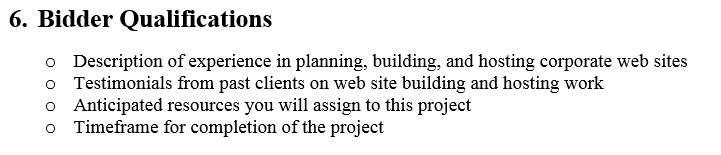 6. Bidder Qualifications
o Description of experience in planning, building, and hosting corporate web sites
o Testimonials from past clients on web site building and hosting work
o Anticipated resources you will assign to this project
o Timeframe for completion of the project